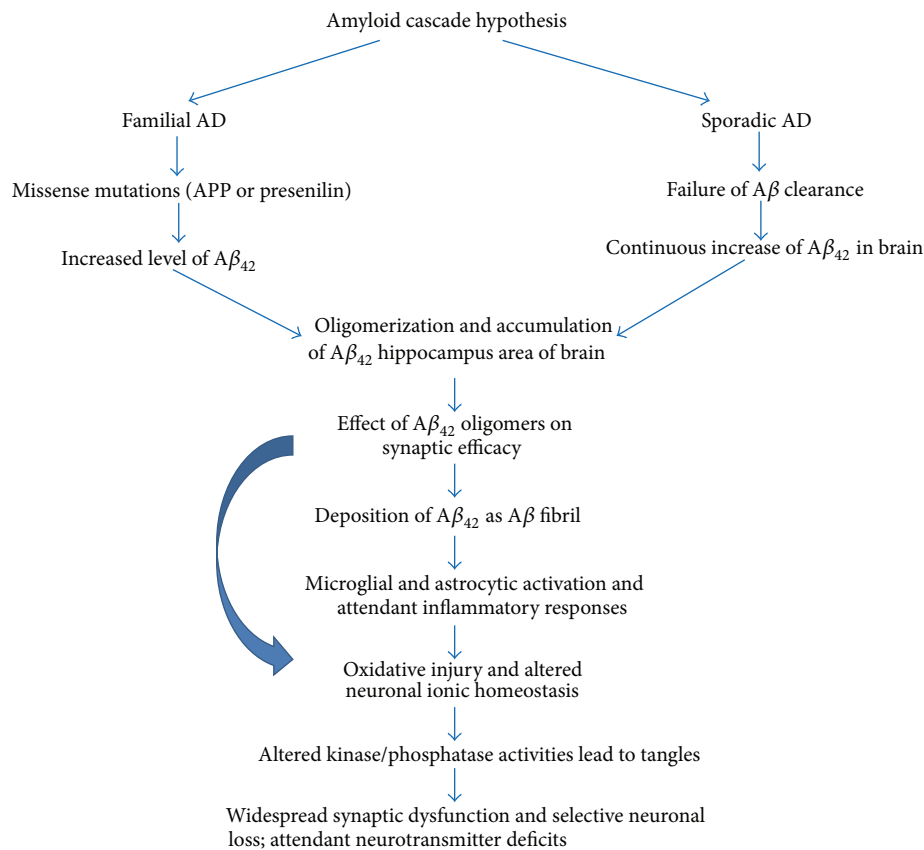 Amyloid cascade hypothesis
Familial AD
Sporadic AD
Missense mutations (APP or presenilin)
Failure of Aβ clearance
Increased level of Aβ₄₂
Continuous increase of Aβ₄₂ in brain
Oligomerization and accumulation
of Aβ₄₂ hippocampus area of brain
Effect of Aβ₄₂ oligomers on
synaptic efficacy
Deposition of Aβ₄₂ as Aβ fibril
Microglial and astrocytic activation and
attendant inflammatory responses
Oxidative injury and altered
neuronal ionic homeostasis
Altered kinase/phosphatase activities lead to tangles
Widespread synaptic dysfunction and selective neuronal
loss; attendant neurotransmitter deficits